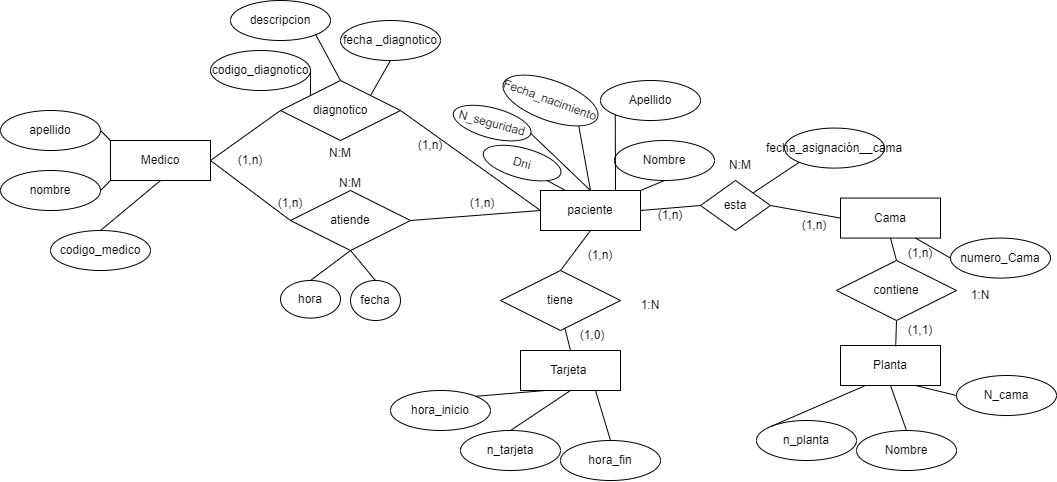 descripcion
fecha _diagnotico
codigo_diagnotico
diagnotico
apellido
Medico
nombre
codigo_medico
(1,n)
N:M
(1,n)
N:M
(1,n)
atiende
(1,n)
hora
fecha
Fecha_nacimiento
Apellido
N_seguridad
Dni
Nombre
paciente
(1,n)
N:M
esta
fecha_asignación__cama
(1,n)
Cama
(1,n)
numero_Cama
contiene
1:N
(1,1)
Planta
N_cama
n_planta
Nombre
(1,n)
tiene
1:N
(1,0)
Tarjeta
hora_inicio
n_tarjeta
hora_fin